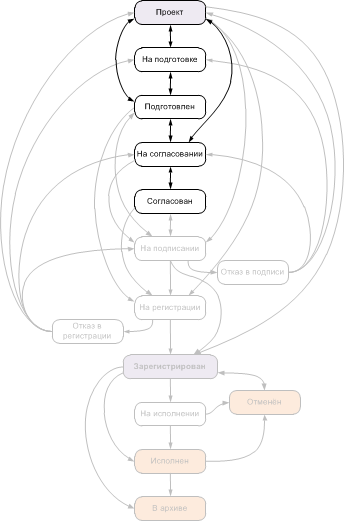 Проект
На подготовке
Подготовлен
На согласовании
Согласован
На подписании
Отказ в подписи
На регистрации
Отказ в
регистрации
Зарегистрирован
Отменён
На исполнении
Исполнен
В архиве